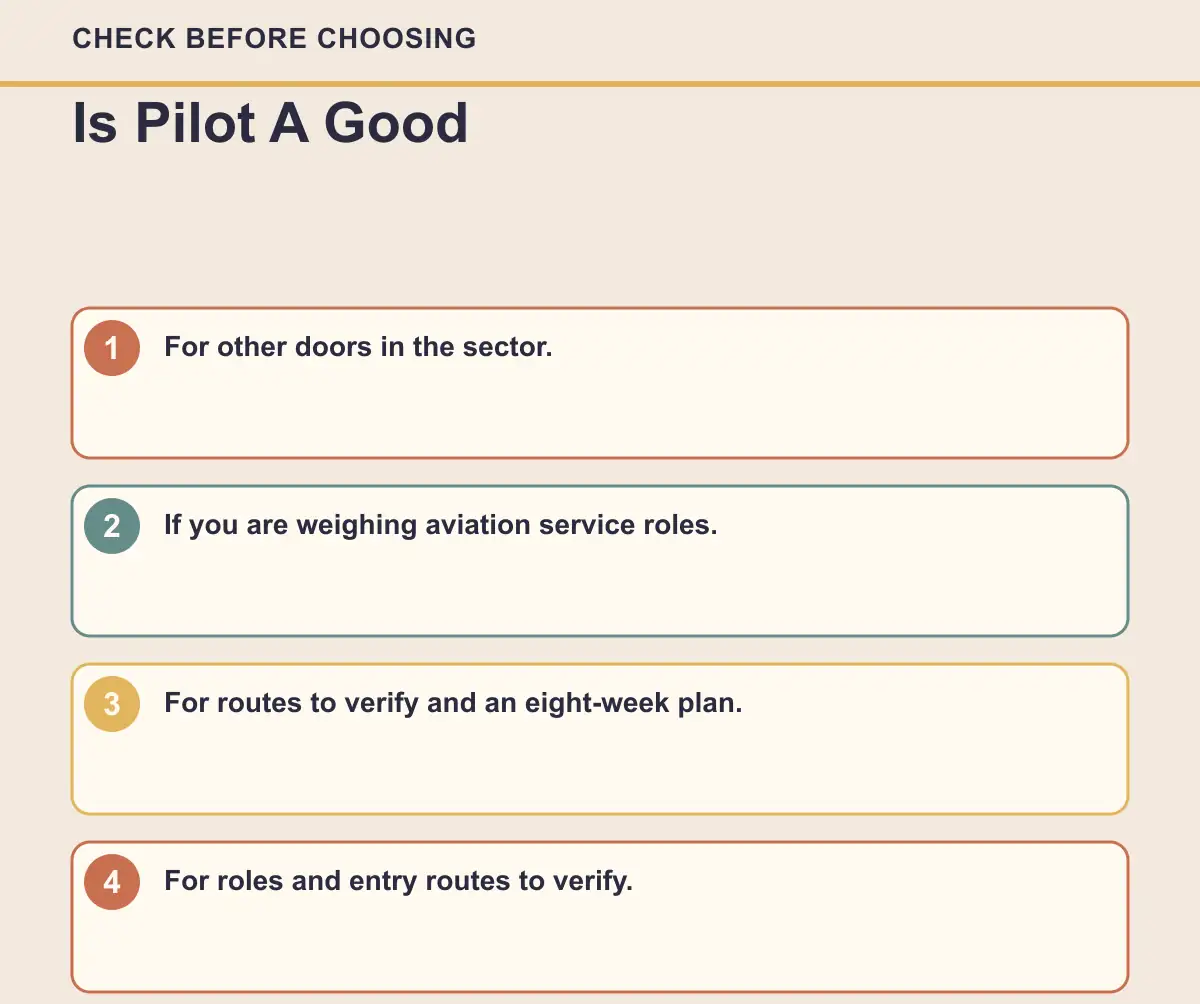 CHECK BEFORE CHOOSING
Is Pilot A Good
1 For other doors in the sector.
2 If you are weighing aviation service roles.
3 For routes to verify and an eight-week plan.
4 For roles and entry routes to verify.